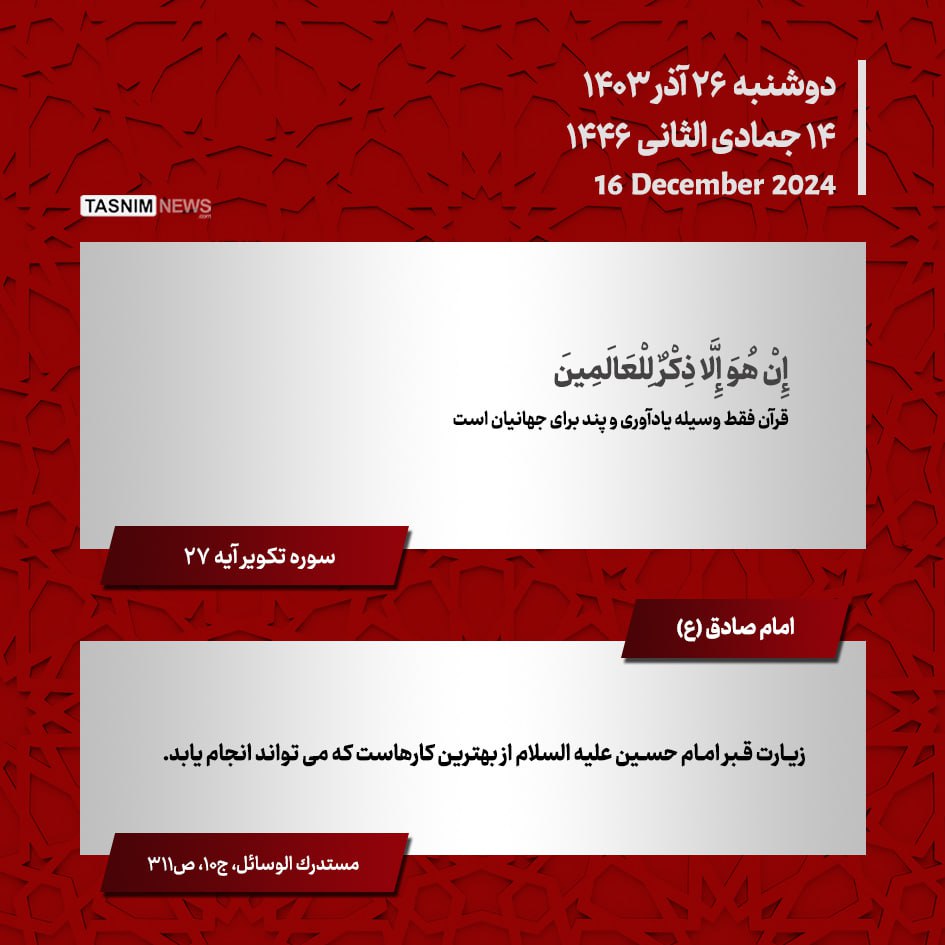 دوشنبه ۲۶ آذر ۱۴۰۳
۱۴ جمادی الثانی ۱۴۴۶
16 December 2024
TASNIM NEWS .com
إِنْ هُوَ إِلَّا ذِكْرٌ لِلْعَالَمِينَ
قرآن فقط وسیله یادآوری و پند برای جهانیان است
سوره تکویر آیه ۲۷
امام صادق (ع)
زیارت قبر امام حسین علیه السلام از بهترین کارهاست که می تواند انجام یابد.
مستدرك الوسائل، ج۱۰، ص۳۱۱